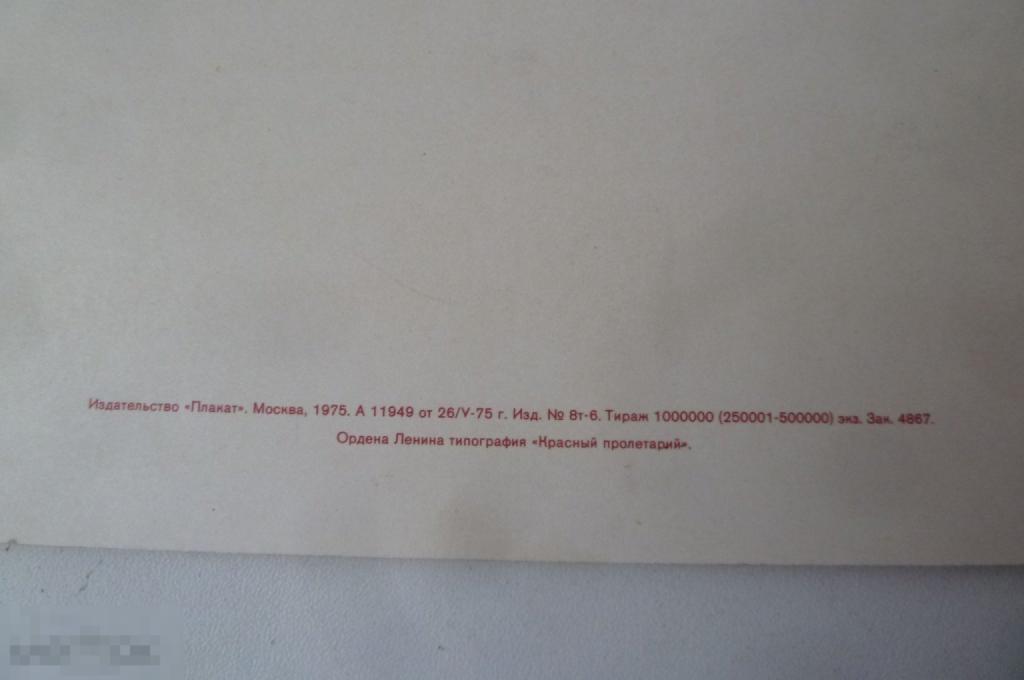 Издательство «Плакат». Москва, 1975. А 11949 от 26/V-75 г. Изд. № 8т-6. Тираж 1000000 (250001-500000) экз. Зак. 4867.
Ордена Ленина типография «Красный пролетарий».